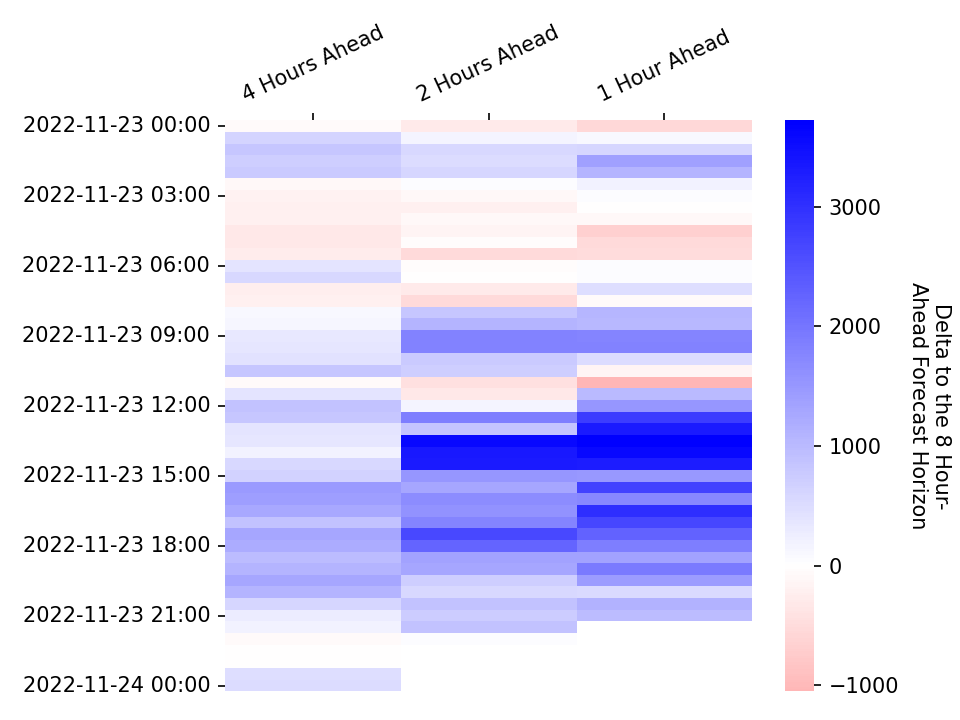 4 Hours Ahead
2 Hours Ahead
1 Hour Ahead
2022-11-23 00:00
2022-11-23 03:00
2022-11-23 06:00
2022-11-23 09:00
2022-11-23 12:00
2022-11-23 15:00
2022-11-23 18:00
2022-11-23 21:00
2022-11-24 00:00
3000
2000
1000
0
−1000
Delta to the 8 Hour-
Ahead Forecast Horizon